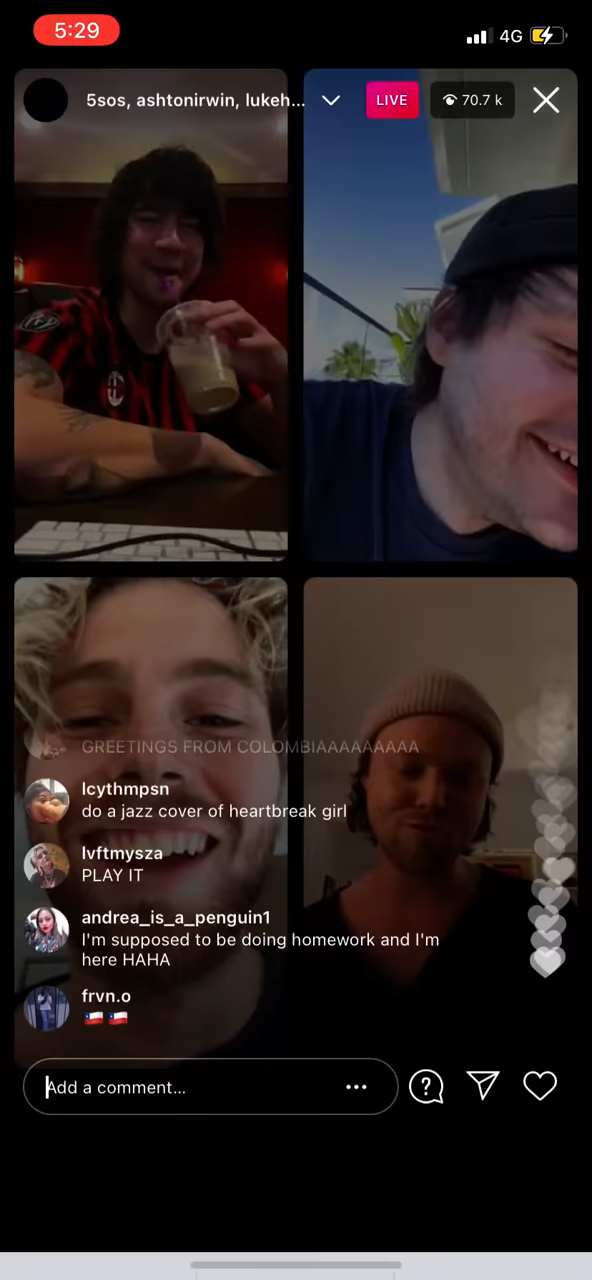 5:29
4G
5sos, ashtonirwin, lukeh...
LIVE
70.7 k
GREETINGS FROM COLOMBIAAAAAAAAA
lcythmpsn
do a jazz cover of heartbreak girl
lvftmysza
PLAY IT
andrea_is_a_penguin1
I'm supposed to be doing homework and I'm
here HAHA
frvn.o
🇨🇱 🇨🇱
Add a comment...